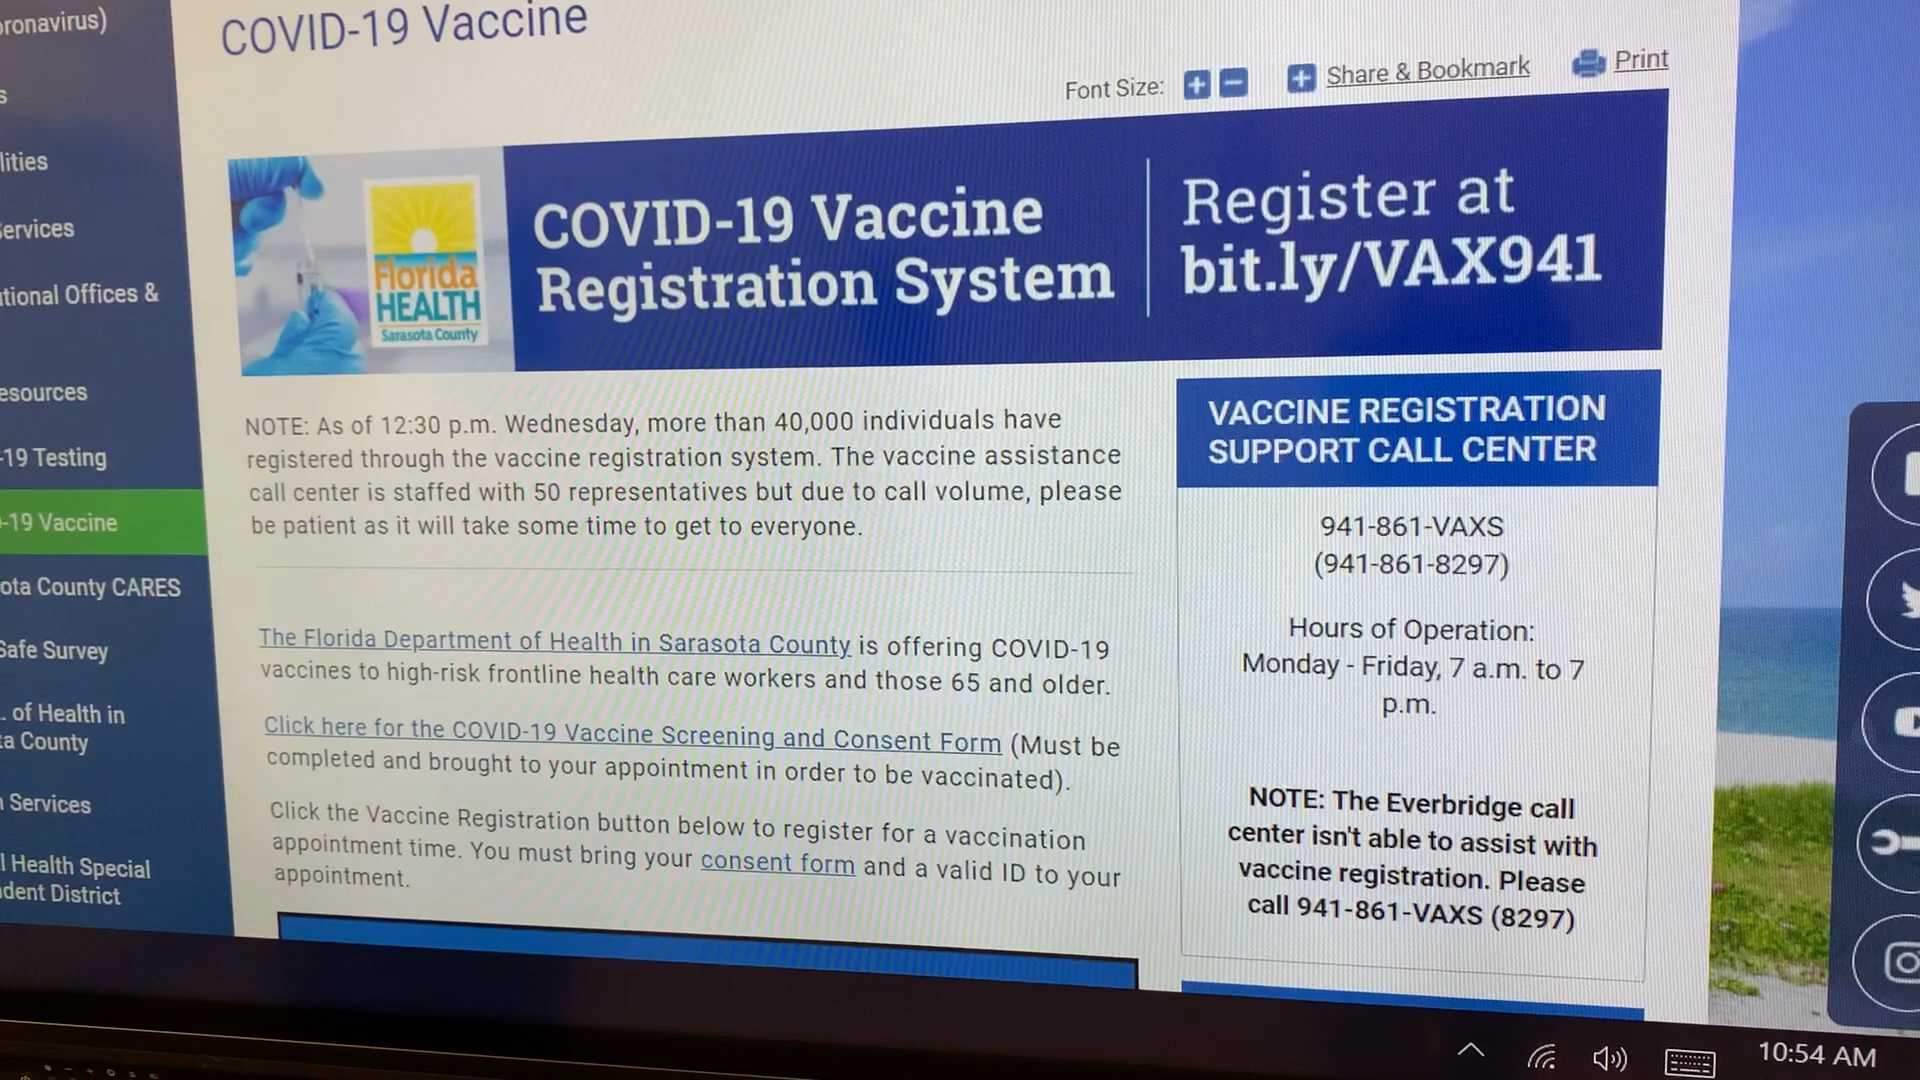 oronavirus)
s
lities
ervices
tional Offices &
esources
-19 Testing
-19 Vaccine
ota County CARES
Safe Survey
. of Health in
ta County
Services
l Health Special
dent District
COVID-19 Vaccine
Font Size:
Share & Bookmark
Print
Florida
HEALTH
Sarasota County
COVID-19 Vaccine
Registration System
Register at
bit.ly/VAX941
NOTE: As of 12:30 p.m. Wednesday, more than 40,000 individuals have
registered through the vaccine registration system. The vaccine assistance
call center is staffed with 50 representatives but due to call volume, please
be patient as it will take some time to get to everyone.
The Florida Department of Health in Sarasota County is offering COVID-19
vaccines to high-risk frontline health care workers and those 65 and older.
Click here for the COVID-19 Vaccine Screening and Consent Form (Must be
completed and brought to your appointment in order to be vaccinated).
Click the Vaccine Registration button below to register for a vaccination
appointment time. You must bring your consent form and a valid ID to your
appointment.
VACCINE REGISTRATION
SUPPORT CALL CENTER
941-861-VAXS
(941-861-8297)
Hours of Operation:
Monday - Friday, 7 a.m. to 7
p.m.
NOTE: The Everbridge call
center isn't able to assist with
vaccine registration. Please
call 941-861-VAXS (8297)
10:54 AM